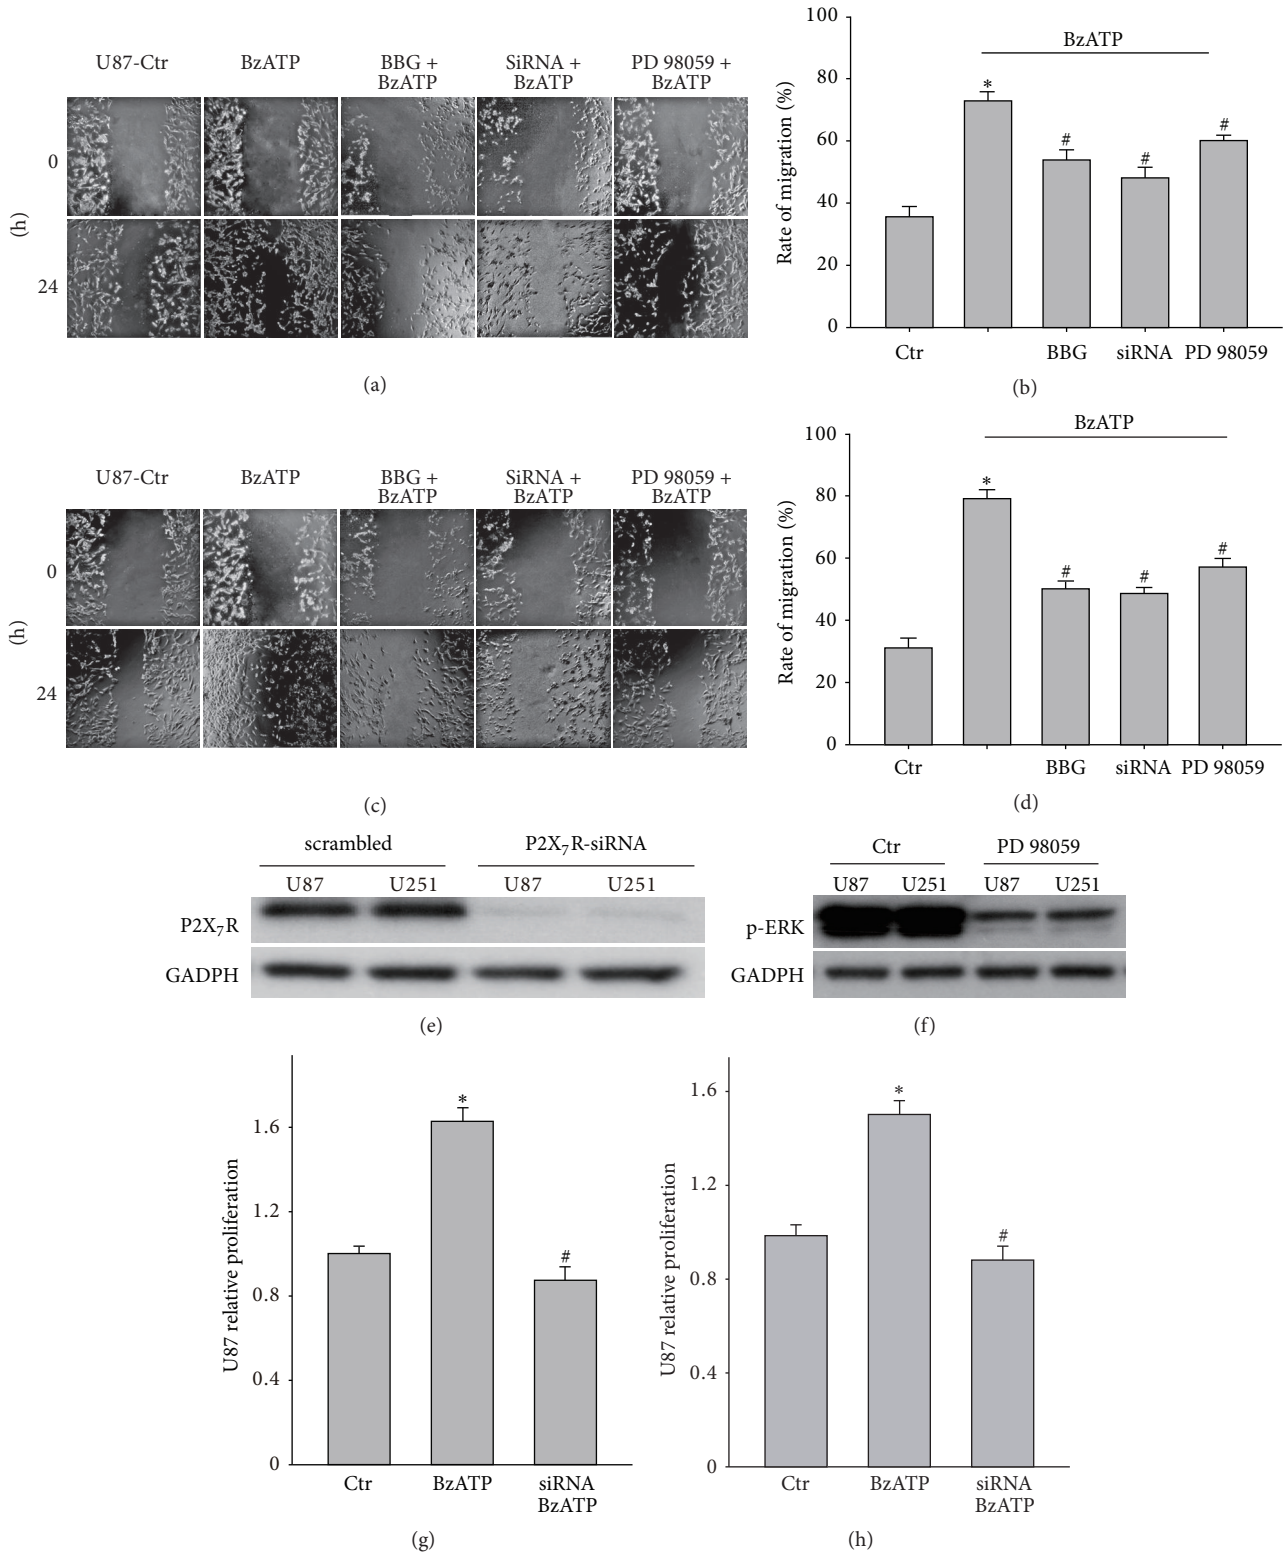 U87-Ctr BzATP BBG + SiRNA + PD 98059 +
BzATP BzATP BzATP
0
24
(h)
(a)
100
80
60
40
20
0
Rate of migration (%)
BzATP
*
#
#
#
Ctr BBG siRNA PD 98059
(b)
U87-Ctr BzATP BBG + SiRNA + PD 98059 +
BzATP BzATP BzATP
0
24
(h)
(c)
100
80
60
40
20
0
Rate of migration (%)
BzATP
*
#
#
#
Ctr BBG siRNA PD 98059
(d)
scrambled P2X₇R-siRNA
U87 U251 U87 U251
P2X₇R
GADPH
(e)
Ctr PD 98059
U87 U251 U87 U251
p-ERK
GADPH
(f)
1.6
1.2
0.8
0.4
0
U87 relative proliferation
*
#
Ctr BzATP siRNA
BzATP
(g)
1.6
1.2
0.8
0.4
0
U87 relative proliferation
*
#
Ctr BzATP siRNA
BzATP
(h)